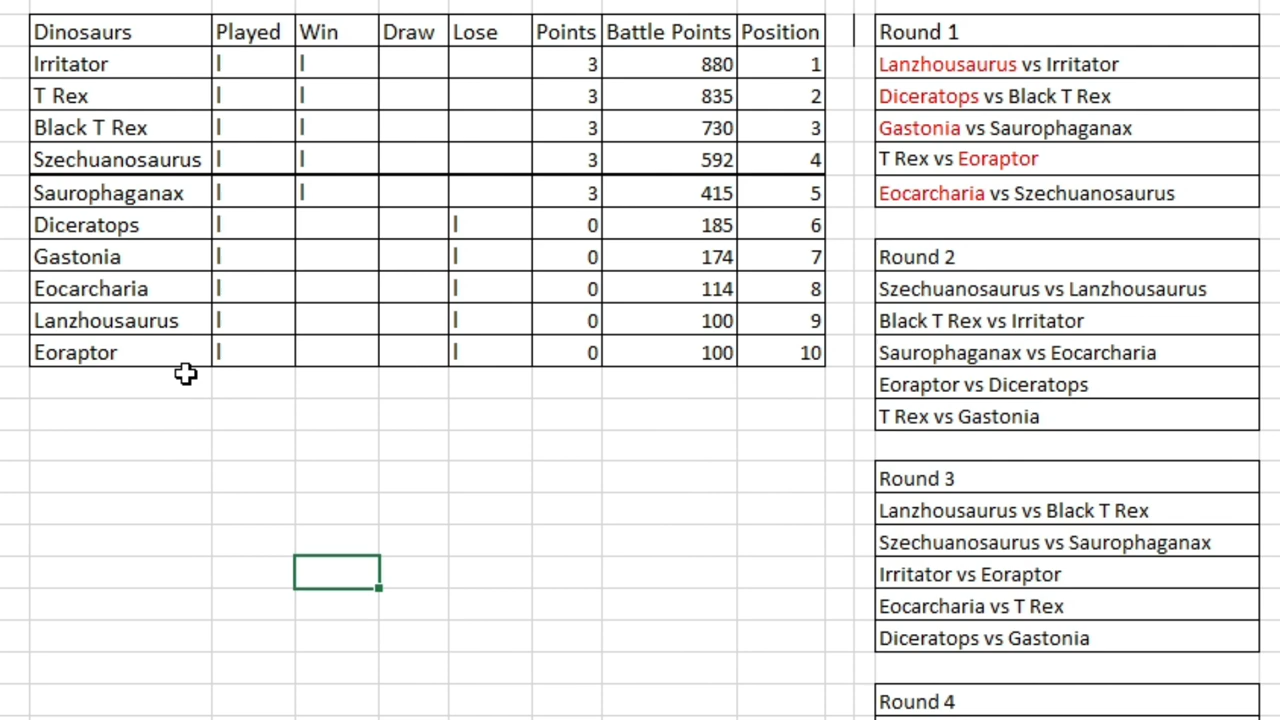 Dinosaurs Played Win Draw Lose Points Battle Points Position
Irritator I I 3 880 1
T Rex I I 3 835 2
Black T Rex I I 3 730 3
Szechuanosaurus I I 3 592 4
Saurophaganax I I 3 415 5
Diceratops I I 0 185 6
Gastonia I I 0 174 7
Eocarcharia I I 0 114 8
Lanzhousaurus I I 0 100 9
Eoraptor I I 0 100 10
Round 1
Lanzhousaurus vs Irritator
Diceratops vs Black T Rex
Gastonia vs Saurophaganax
T Rex vs Eoraptor
Eocarcharia vs Szechuanosaurus
Round 2
Szechuanosaurus vs Lanzhousaurus
Black T Rex vs Irritator
Saurophaganax vs Eocarcharia
Eoraptor vs Diceratops
T Rex vs Gastonia
Round 3
Lanzhousaurus vs Black T Rex
Szechuanosaurus vs Saurophaganax
Irritator vs Eoraptor
Eocarcharia vs T Rex
Diceratops vs Gastonia
Round 4